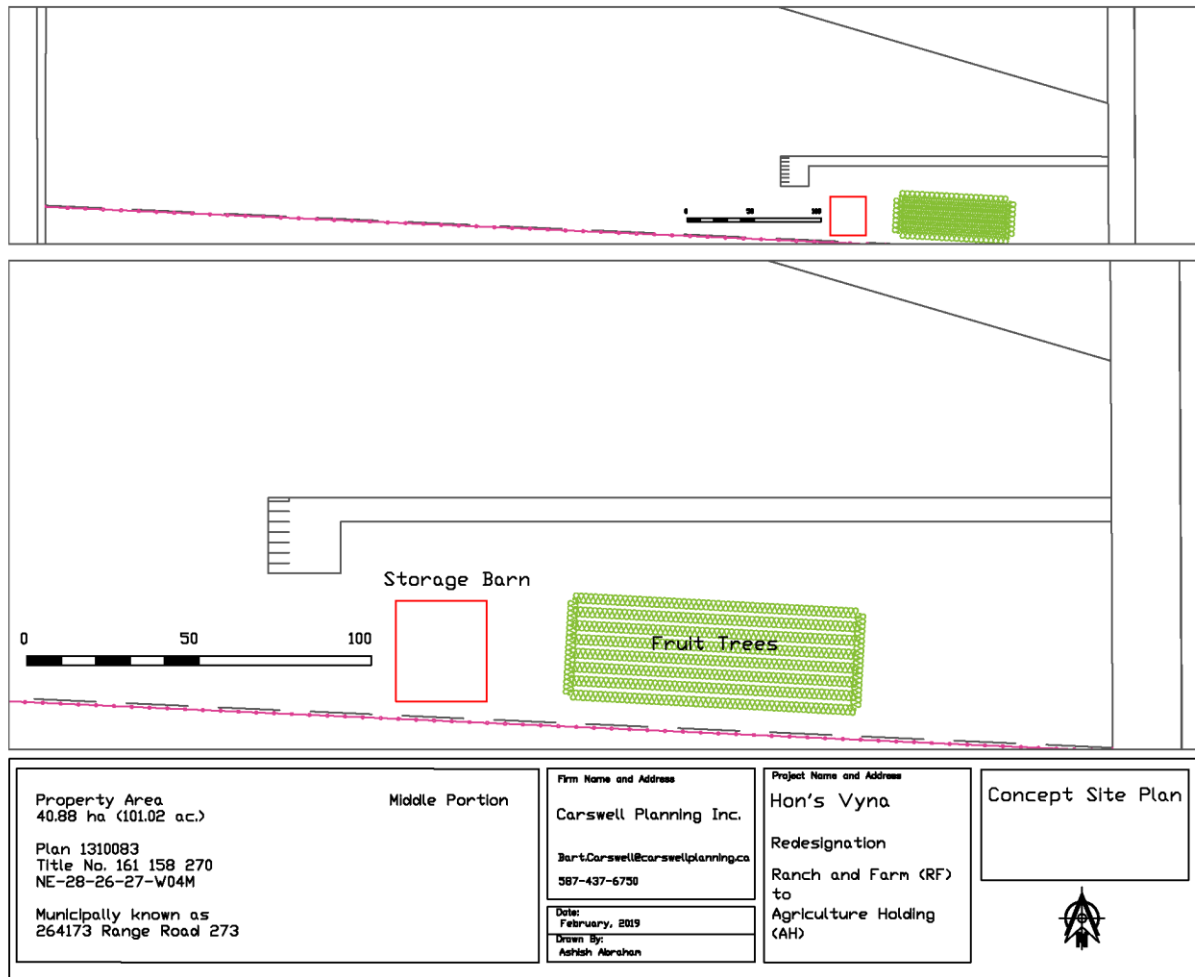 0 50 100
Storage Barn
0 50 100
Fruit Trees
Property Area
40.88 ha (101.02 ac.)
Middle Portion
Plan 1310083
Title No. 161 158 270
NE-28-26-27-W04M
Municipally known as
264173 Range Road 273
Firm Name and Address
Carswell Planning Inc.
Bart.Carswell@carswellplanning.ca
587-437-6750
Date:
February, 2019
Drawn By:
Ashish Abraham
Project Name and Address
Hon's Vyna
Redesignation
Ranch and Farm (RF)
to
Agriculture Holding
(AH)
Concept Site Plan
N